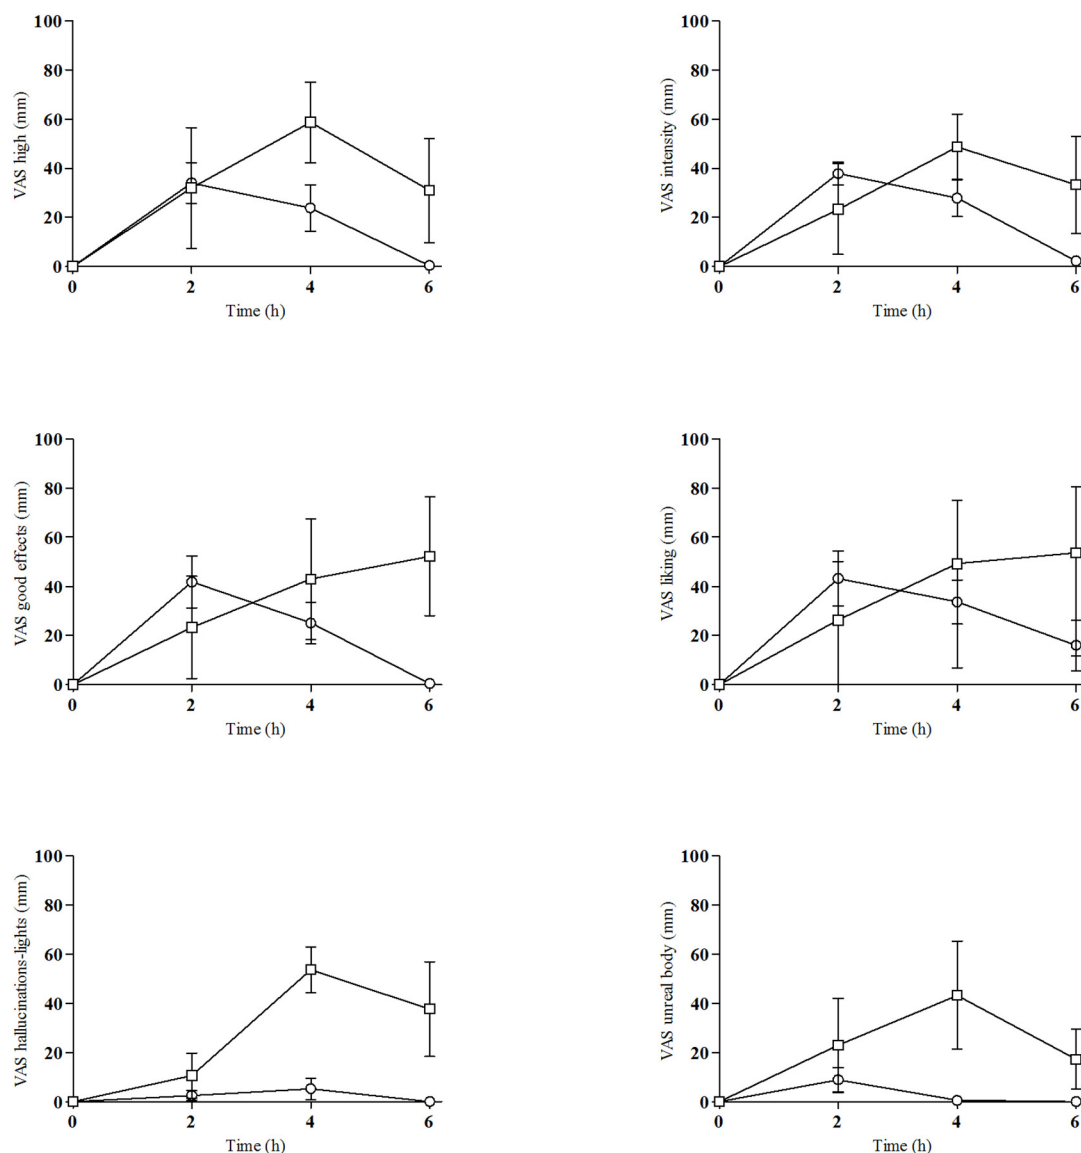 100
80
60
40
20
0
VAS high (mm)
0 2 4 6
Time (h)
100
80
60
40
20
0
VAS intensity (mm)
0 2 4 6
Time (h)
100
80
60
40
20
0
VAS good effects (mm)
0 2 4 6
Time (h)
100
80
60
40
20
0
VAS liking (mm)
0 2 4 6
Time (h)
100
80
60
40
20
0
VAS hallucinations-lights (mm)
0 2 4 6
Time (h)
100
80
60
40
20
0
VAS unreal body (mm)
0 2 4 6
Time (h)